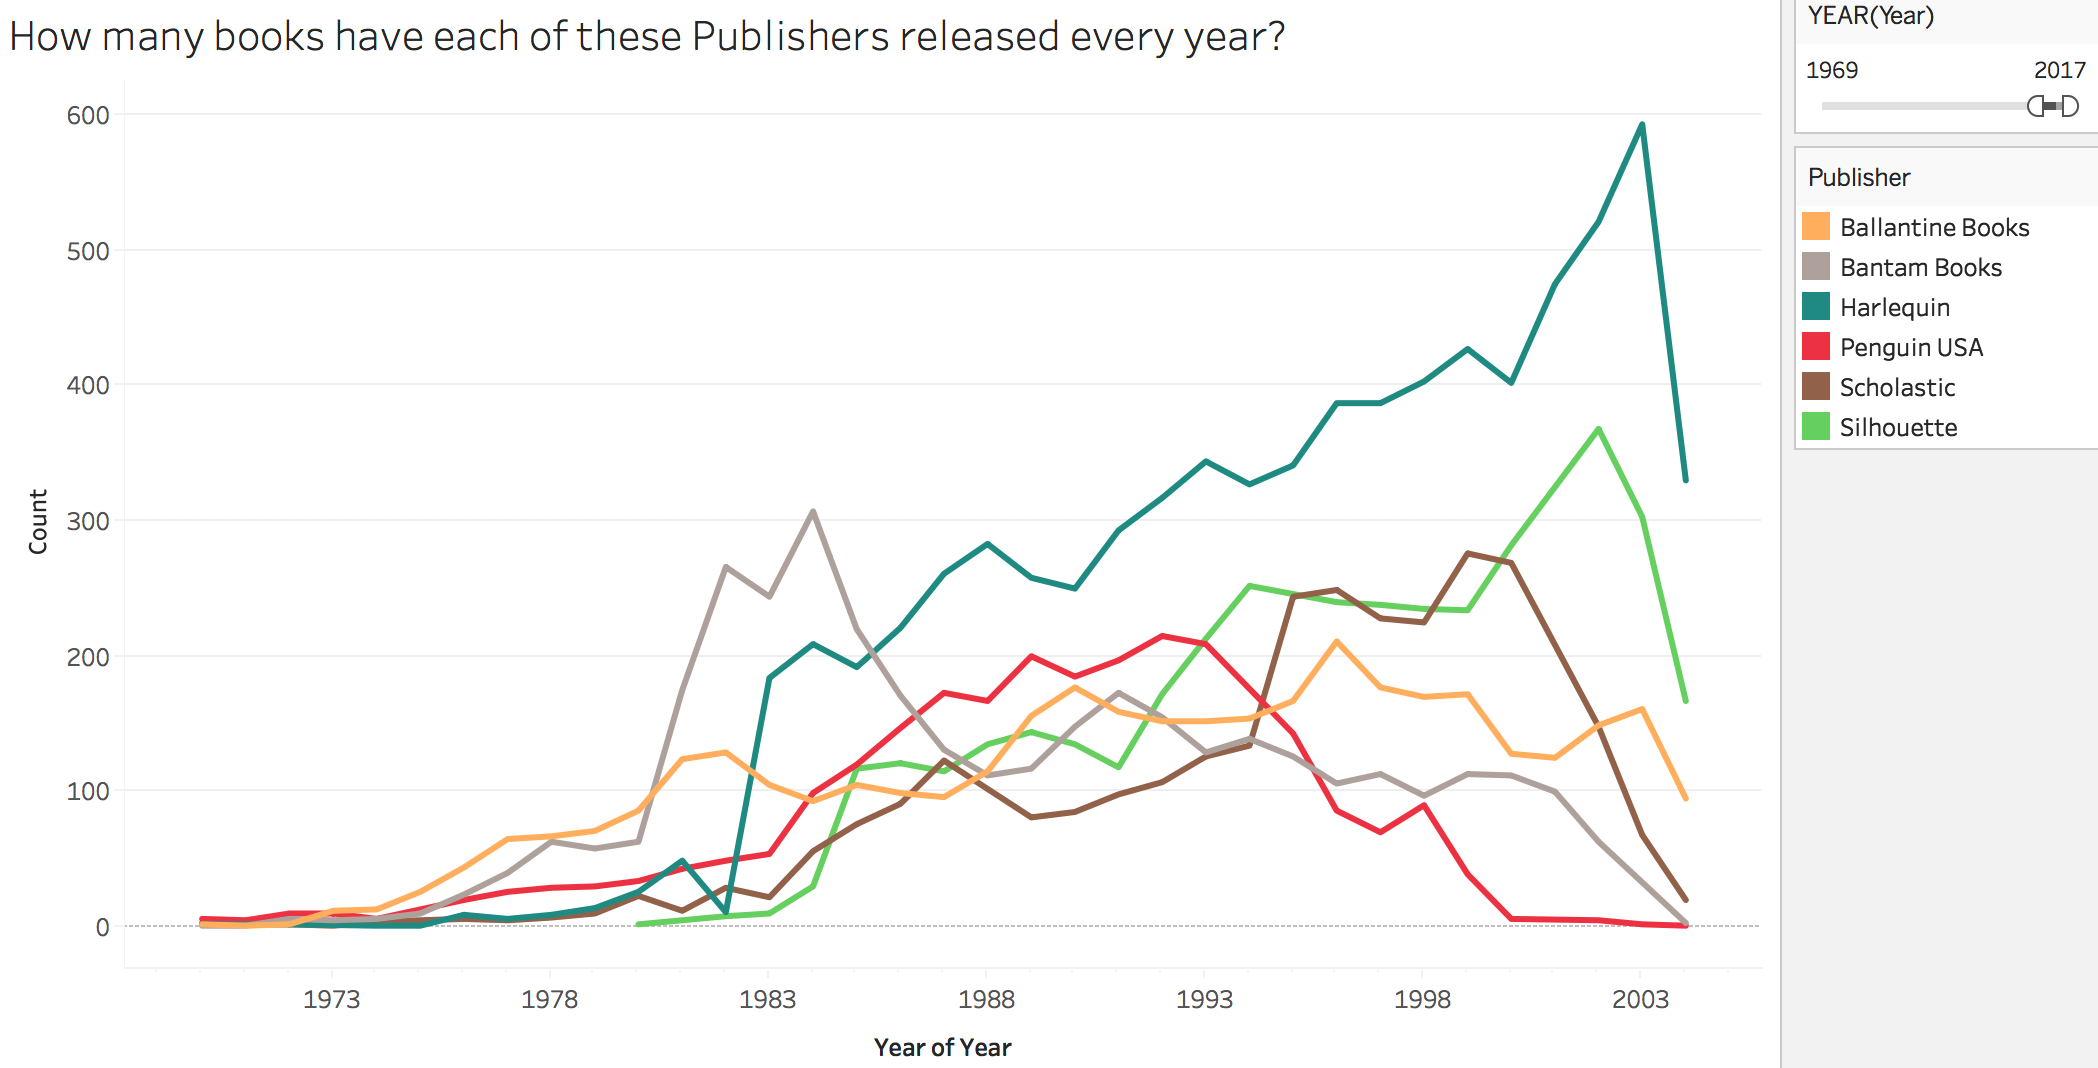 How many books have each of these Publishers released every year?
YEAR(Year)
1969 2017
Publisher
Ballantine Books
Bantam Books
Harlequin
Penguin USA
Scholastic
Silhouette
Count
600
500
400
300
200
100
0
1973 1978 1983 1988 1993 1998 2003
Year of Year